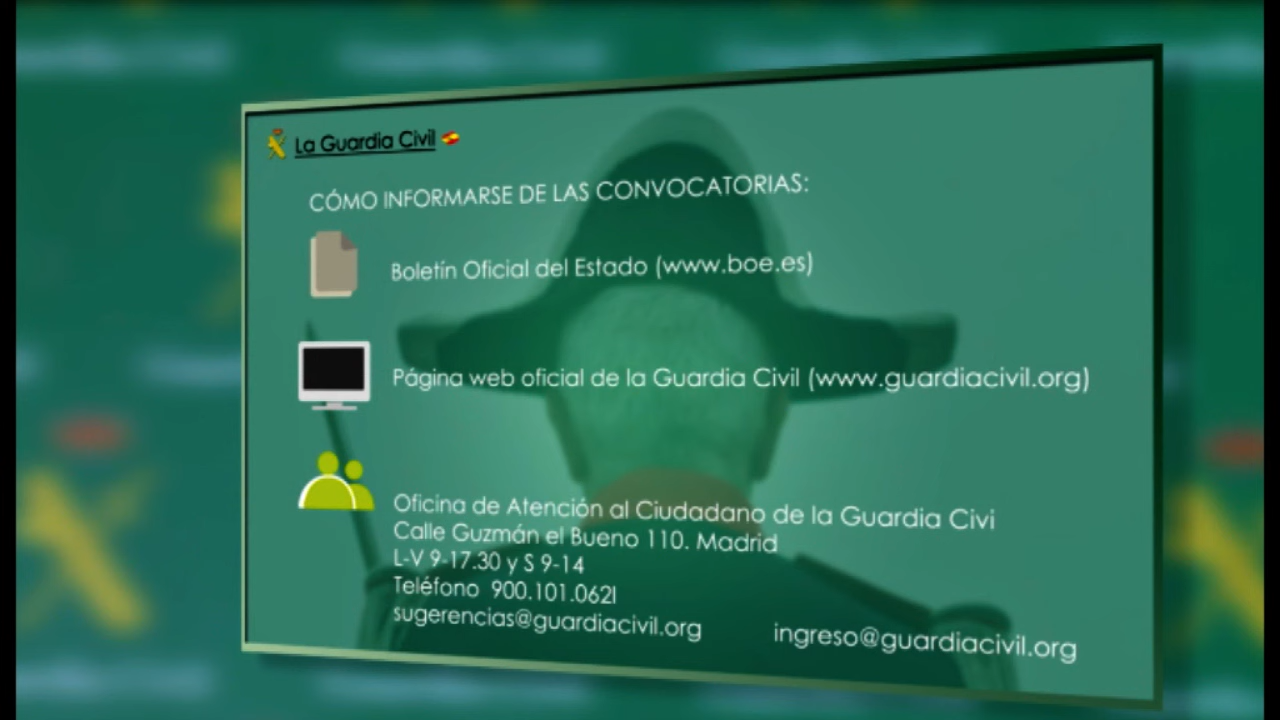 La Guardia Civil
CÓMO INFORMARSE DE LAS CONVOCATORIAS:
Boletín Oficial del Estado (www.boe.es)
Página web oficial de la Guardia Civil (www.guardiacivil.org)
Oficina de Atención al Ciudadano de la Guardia Civi
Calle Guzmán el Bueno 110. Madrid
L-V 9-17.30 y S 9-14
Teléfono 900.101.062l
sugerencias@guardiacivil.org ingreso@guardiacivil.org